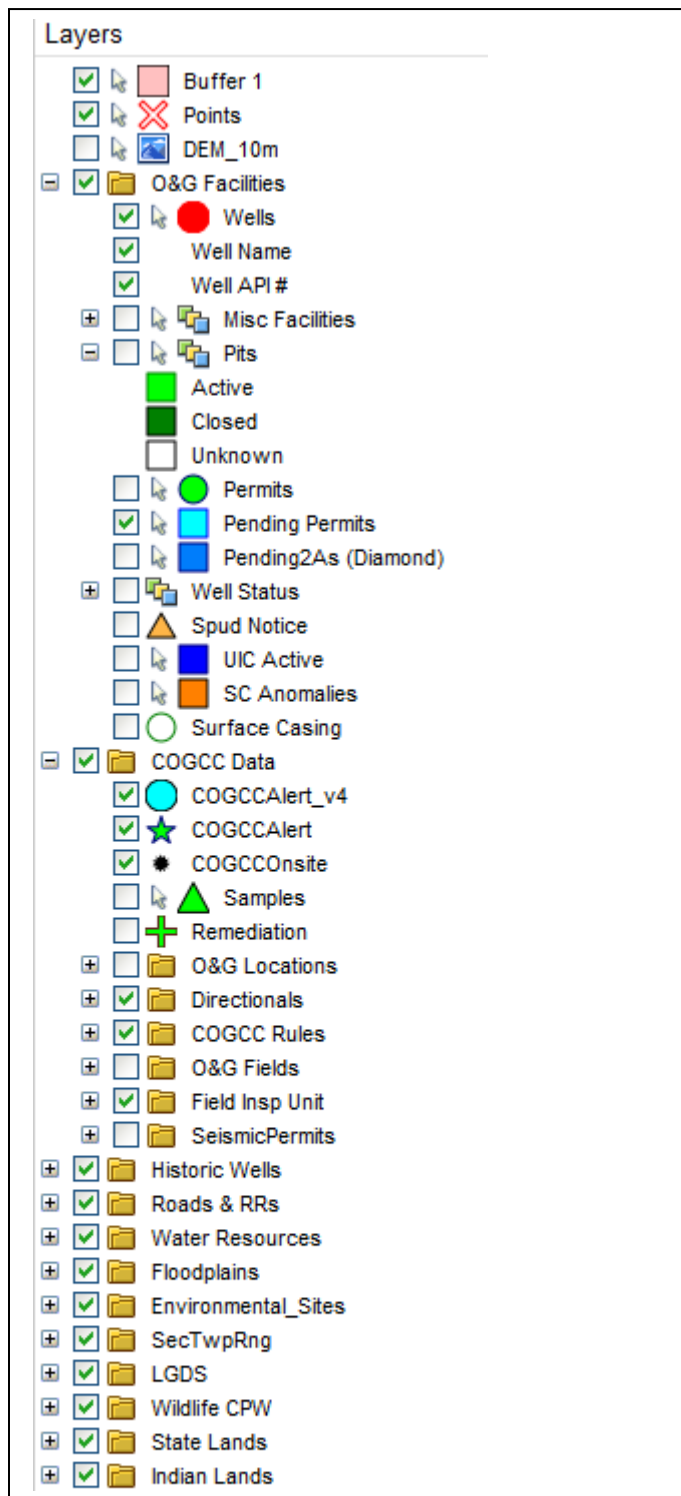 Layers
Buffer 1
Points
DEM_10m
O&G Facilities
Wells
Well Name
Well API #
Misc Facilities
Pits
Active
Closed
Unknown
Permits
Pending Permits
Pending2As (Diamond)
Well Status
Spud Notice
UIC Active
SC Anomalies
Surface Casing
COGCC Data
COGCCAlert_v4
COGCCAlert
COGCCOnsite
Samples
Remediation
O&G Locations
Directionals
COGCC Rules
O&G Fields
Field Insp Unit
SeismicPermits
Historic Wells
Roads & RRs
Water Resources
Floodplains
Environmental_Sites
SecTwpRng
LGDS
Wildlife CPW
State Lands
Indian Lands